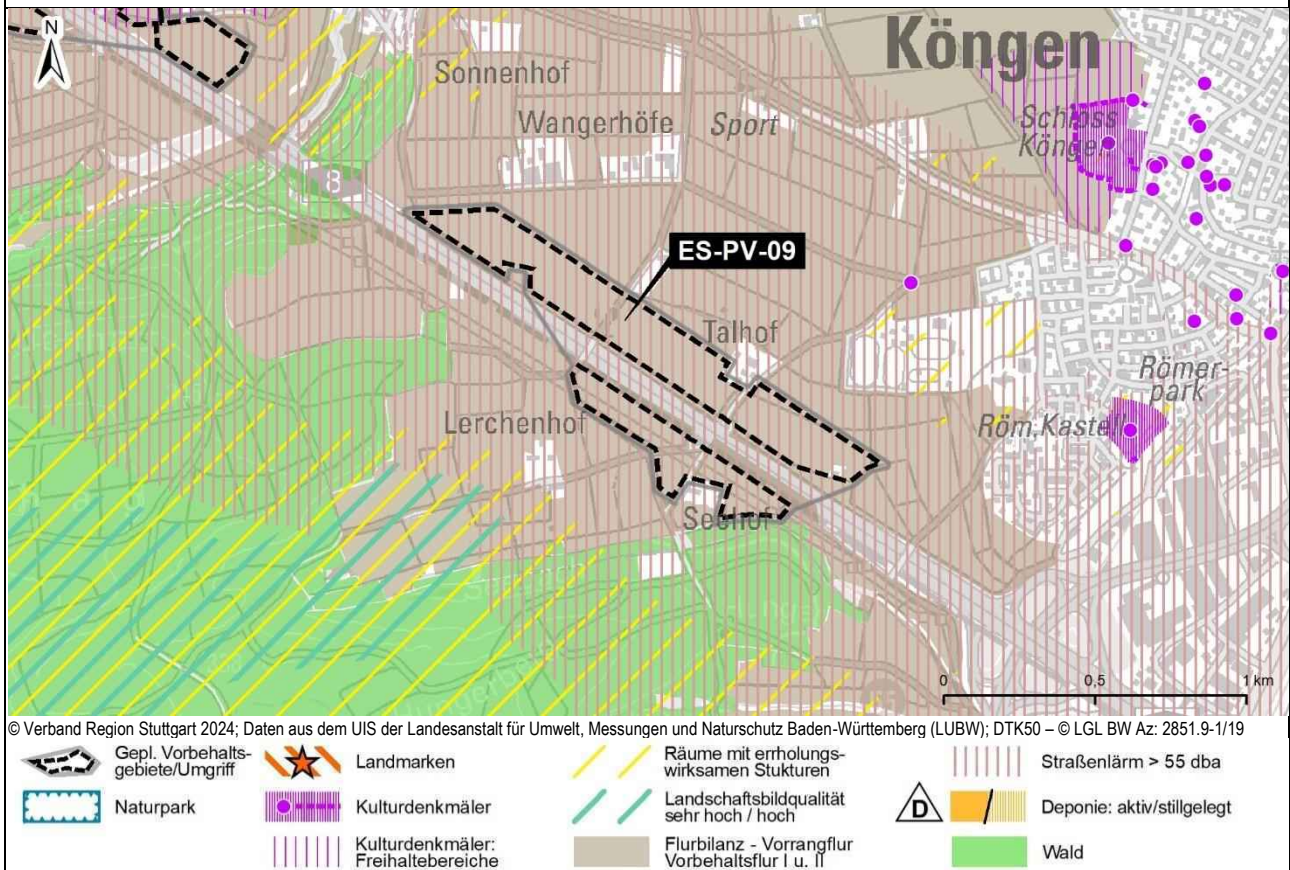 N
Köngen
Sonnenhof
Wangerhöfe
Sport
Schloss
Köngen
8
ES-PV-09
Talhof
Römer-
park
Lerchenhof
Röm. Kastell
Seehof
0
0,5
1 km
© Verband Region Stuttgart 2024; Daten aus dem UIS der Landesanstalt für Umwelt, Messungen und Naturschutz Baden-Württemberg (LUBW); DTK50 – © LGL BW Az: 2851.9-1/19
Gepl. Vorbehalts-
gebiete/Umgriff
Landmarken
Räume mit errholungs-
wirksamen Stukturen
Straßenlärm > 55 dba
Naturpark
Kulturdenkmäler
Landschaftsbildqualität
sehr hoch / hoch
D
Deponie: aktiv/stillgelegt
Kulturdenkmäler:
Freihaltebereiche
Flurbilanz - Vorrangflur
Vorbehaltsflur I u. II
Wald